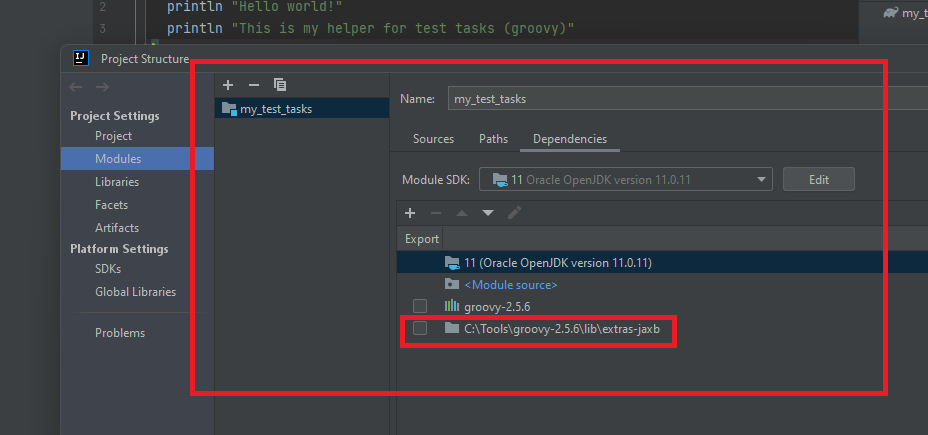 2 println "Hello world!"
3 println "This is my helper for test tasks (groovy)"
my_t
IJ Project Structure
Project Settings
Project
Modules
Libraries
Facets
Artifacts
Platform Settings
SDKs
Global Libraries
Problems
my_test_tasks
Name: my_test_tasks
Sources Paths Dependencies
Module SDK: 11 Oracle OpenJDK version 11.0.11 Edit
Export
11 (Oracle OpenJDK version 11.0.11)
<Module source>
groovy-2.5.6
C:\Tools\groovy-2.5.6\lib\extras-jaxb